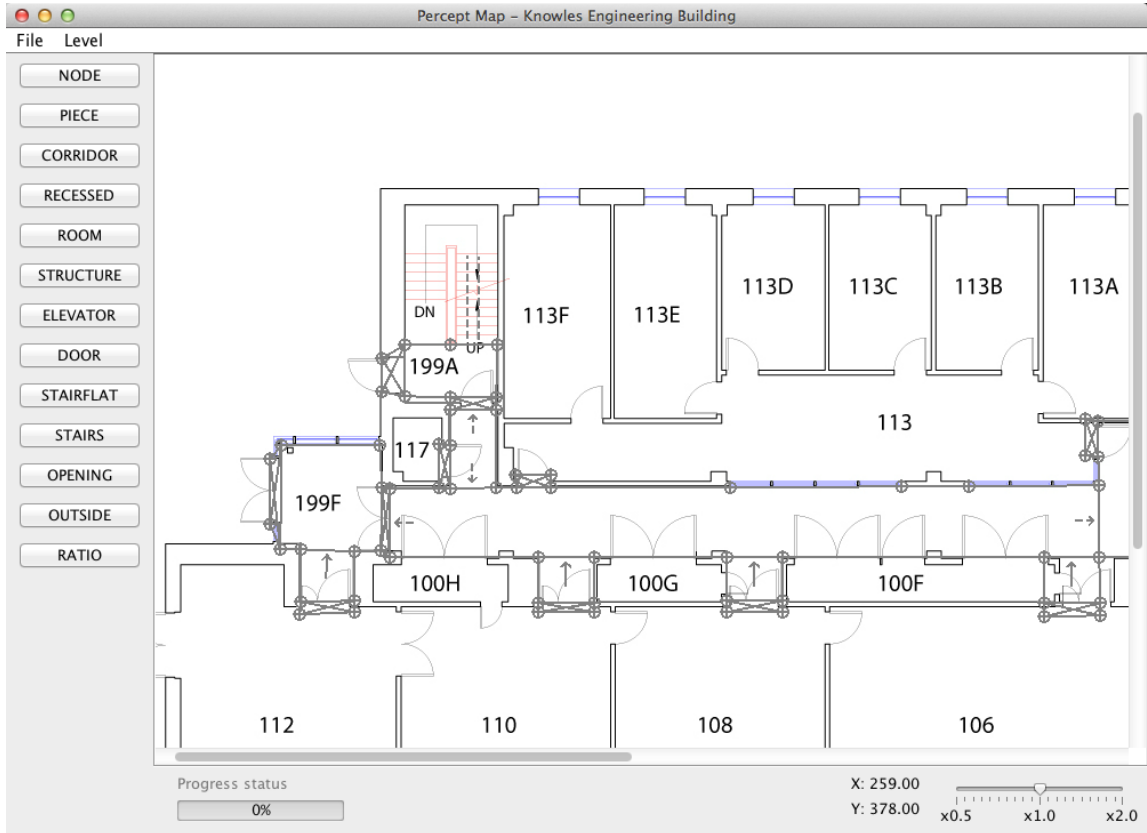 Percept Map – Knowles Engineering Building
File Level
NODE
PIECE
CORRIDOR
RECESSED
ROOM
STRUCTURE
ELEVATOR
DOOR
STAIRFLAT
STAIRS
OPENING
OUTSIDE
RATIO
113D 113C 113B 113A
113F 113E
DN
UP
199A
113
117
199F
100H 100G 100F
112 110 108 106
Progress status
0%
X: 259.00
Y: 378.00
x0.5 x1.0 x2.0